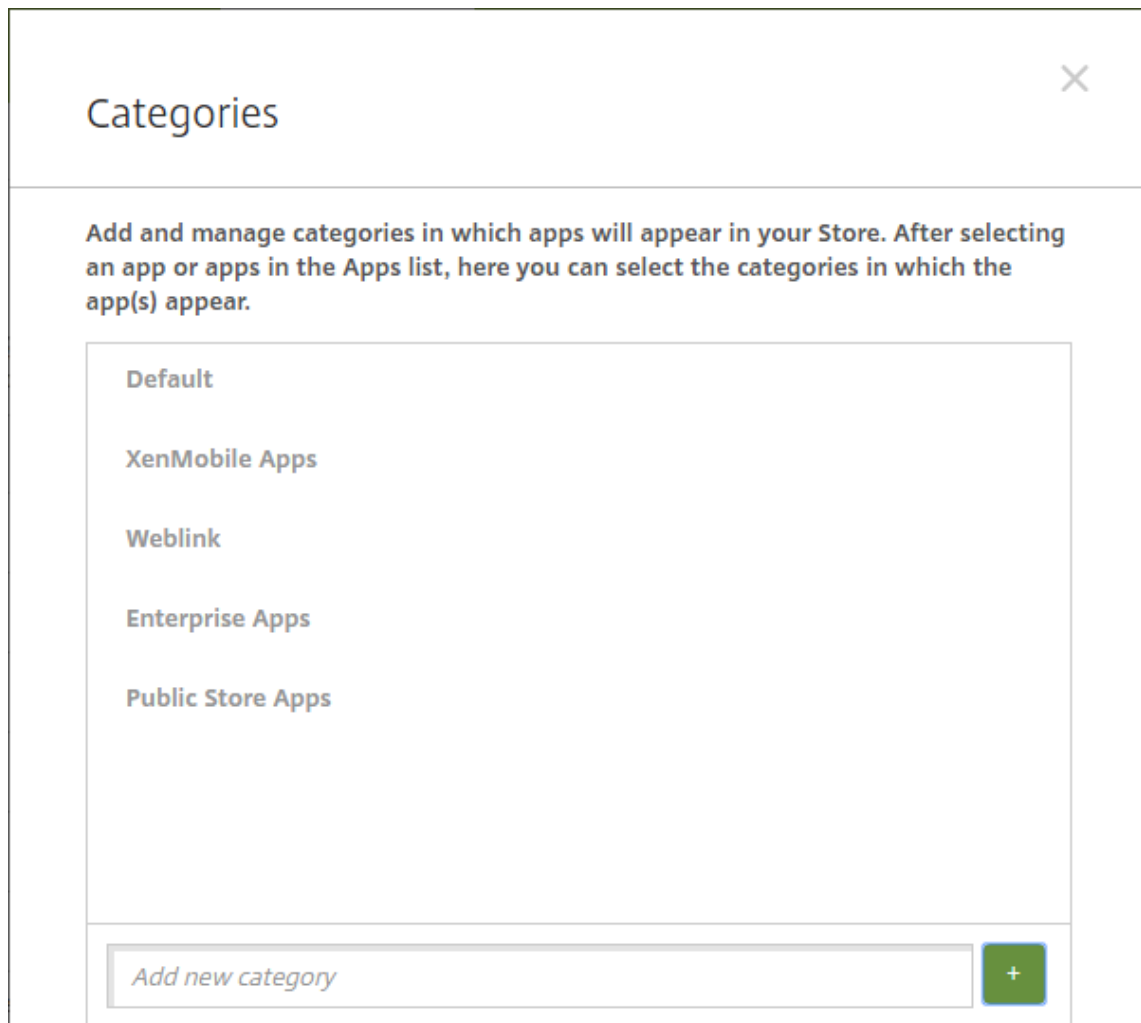 Categories
Add and manage categories in which apps will appear in your Store. After selecting
an app or apps in the Apps list, here you can select the categories in which the
app(s) appear.
Default
XenMobile Apps
Weblink
Enterprise Apps
Public Store Apps
Add new category
+